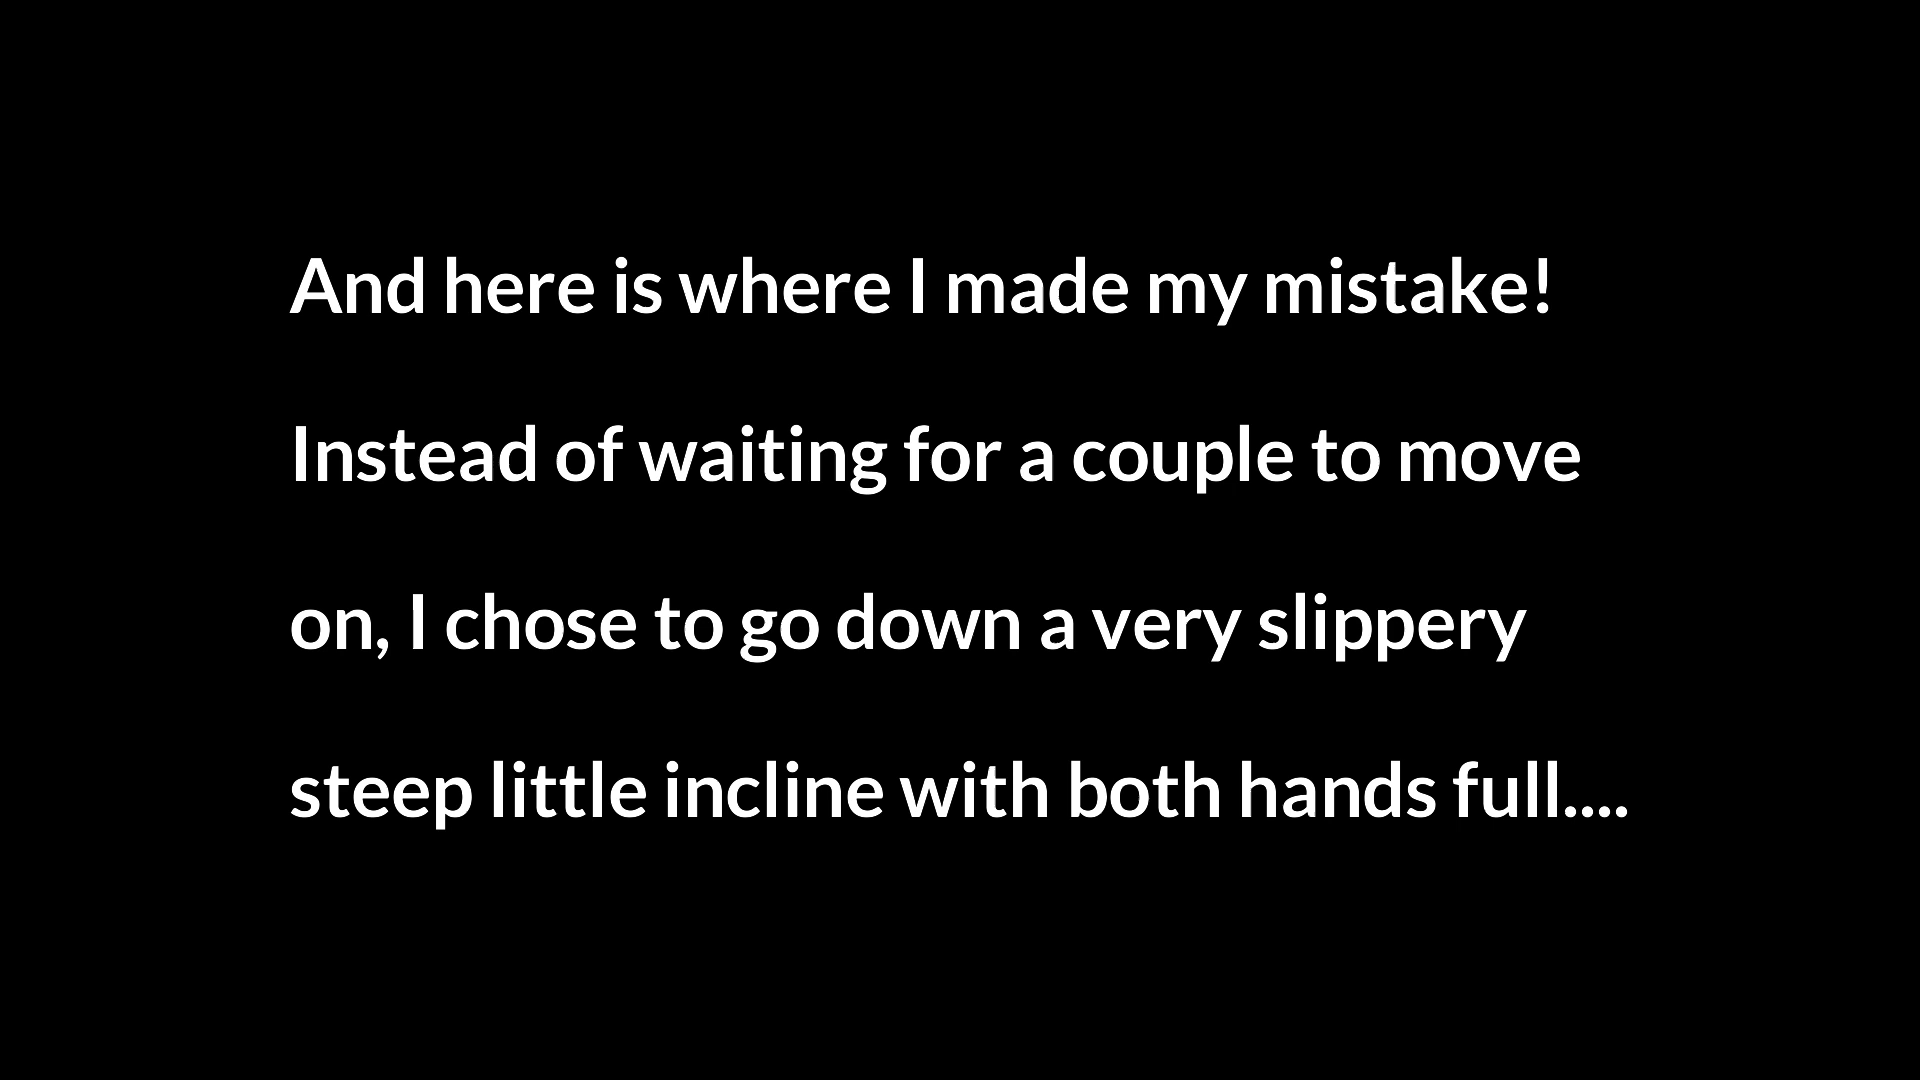 And here is where I made my mistake!
Instead of waiting for a couple to move
on, I chose to go down a very slippery
steep little incline with both hands full....